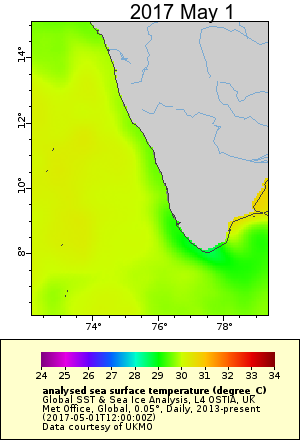 2017 May 1
14°
12°
10°
8°
74° 76° 78°
24 25 26 27 28 29 30 31 32 33 34
analysed sea surface temperature (degree_C)
Global SST & Sea Ice Analysis, L4 OSTIA, UK
Met Office, Global, 0.05°, Daily, 2013-present
(2017-05-01T12:00:00Z)
Data courtesy of UKMO